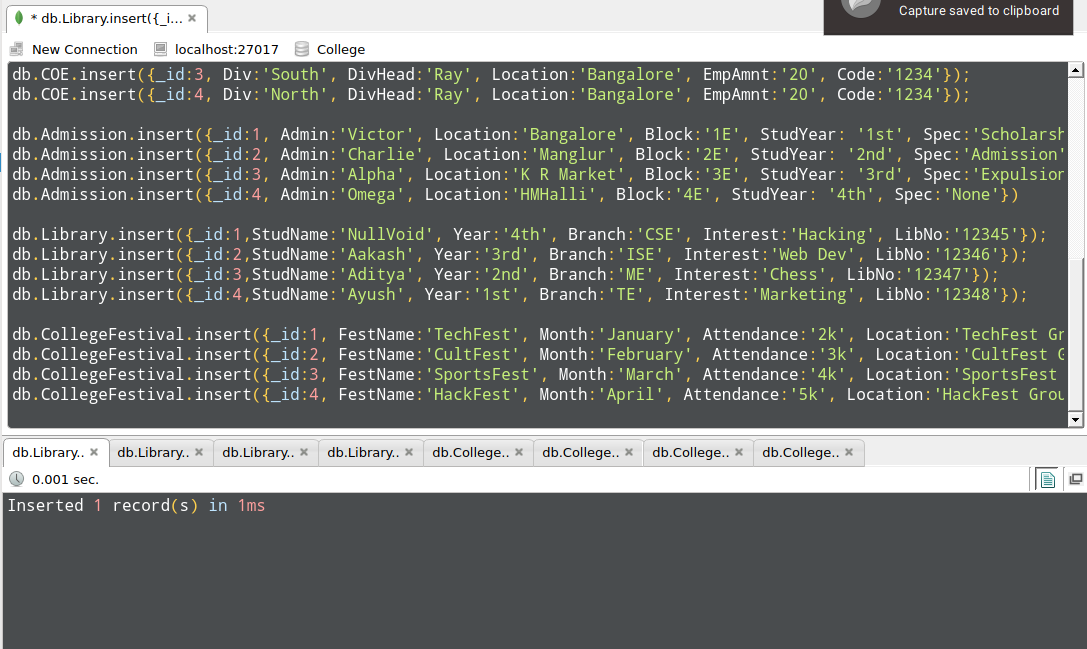 * db.Library.insert({_i...
Capture saved to clipboard
New Connection localhost:27017 College
db.COE.insert({_id:3, Div:'South', DivHead:'Ray', Location:'Bangalore', EmpAmnt:'20', Code:'1234'});
db.COE.insert({_id:4, Div:'North', DivHead:'Ray', Location:'Bangalore', EmpAmnt:'20', Code:'1234'});
db.Admission.insert({_id:1, Admin:'Victor', Location:'Bangalore', Block:'1E', StudYear: '1st', Spec:'Scholarsh
db.Admission.insert({_id:2, Admin:'Charlie', Location:'Manglur', Block:'2E', StudYear: '2nd', Spec:'Admission'
db.Admission.insert({_id:3, Admin:'Alpha', Location:'K R Market', Block:'3E', StudYear: '3rd', Spec:'Expulsion
db.Admission.insert({_id:4, Admin:'Omega', Location:'HMHalli', Block:'4E', StudYear: '4th', Spec:'None'})
db.Library.insert({_id:1,StudName:'NullVoid', Year:'4th', Branch:'CSE', Interest:'Hacking', LibNo:'12345'});
db.Library.insert({_id:2,StudName:'Aakash', Year:'3rd', Branch:'ISE', Interest:'Web Dev', LibNo:'12346'});
db.Library.insert({_id:3,StudName:'Aditya', Year:'2nd', Branch:'ME', Interest:'Chess', LibNo:'12347'});
db.Library.insert({_id:4,StudName:'Ayush', Year:'1st', Branch:'TE', Interest:'Marketing', LibNo:'12348'});
db.CollegeFestival.insert({_id:1, FestName:'TechFest', Month:'January', Attendance:'2k', Location:'TechFest Gr
db.CollegeFestival.insert({_id:2, FestName:'CultFest', Month:'February', Attendance:'3k', Location:'CultFest G
db.CollegeFestival.insert({_id:3, FestName:'SportsFest', Month:'March', Attendance:'4k', Location:'SportsFest
db.CollegeFestival.insert({_id:4, FestName:'HackFest', Month:'April', Attendance:'5k', Location:'HackFest Grou
db.Library.. db.Library.. db.Library.. db.Library.. db.College.. db.College.. db.College.. db.College..
0.001 sec.
Inserted 1 record(s) in 1ms